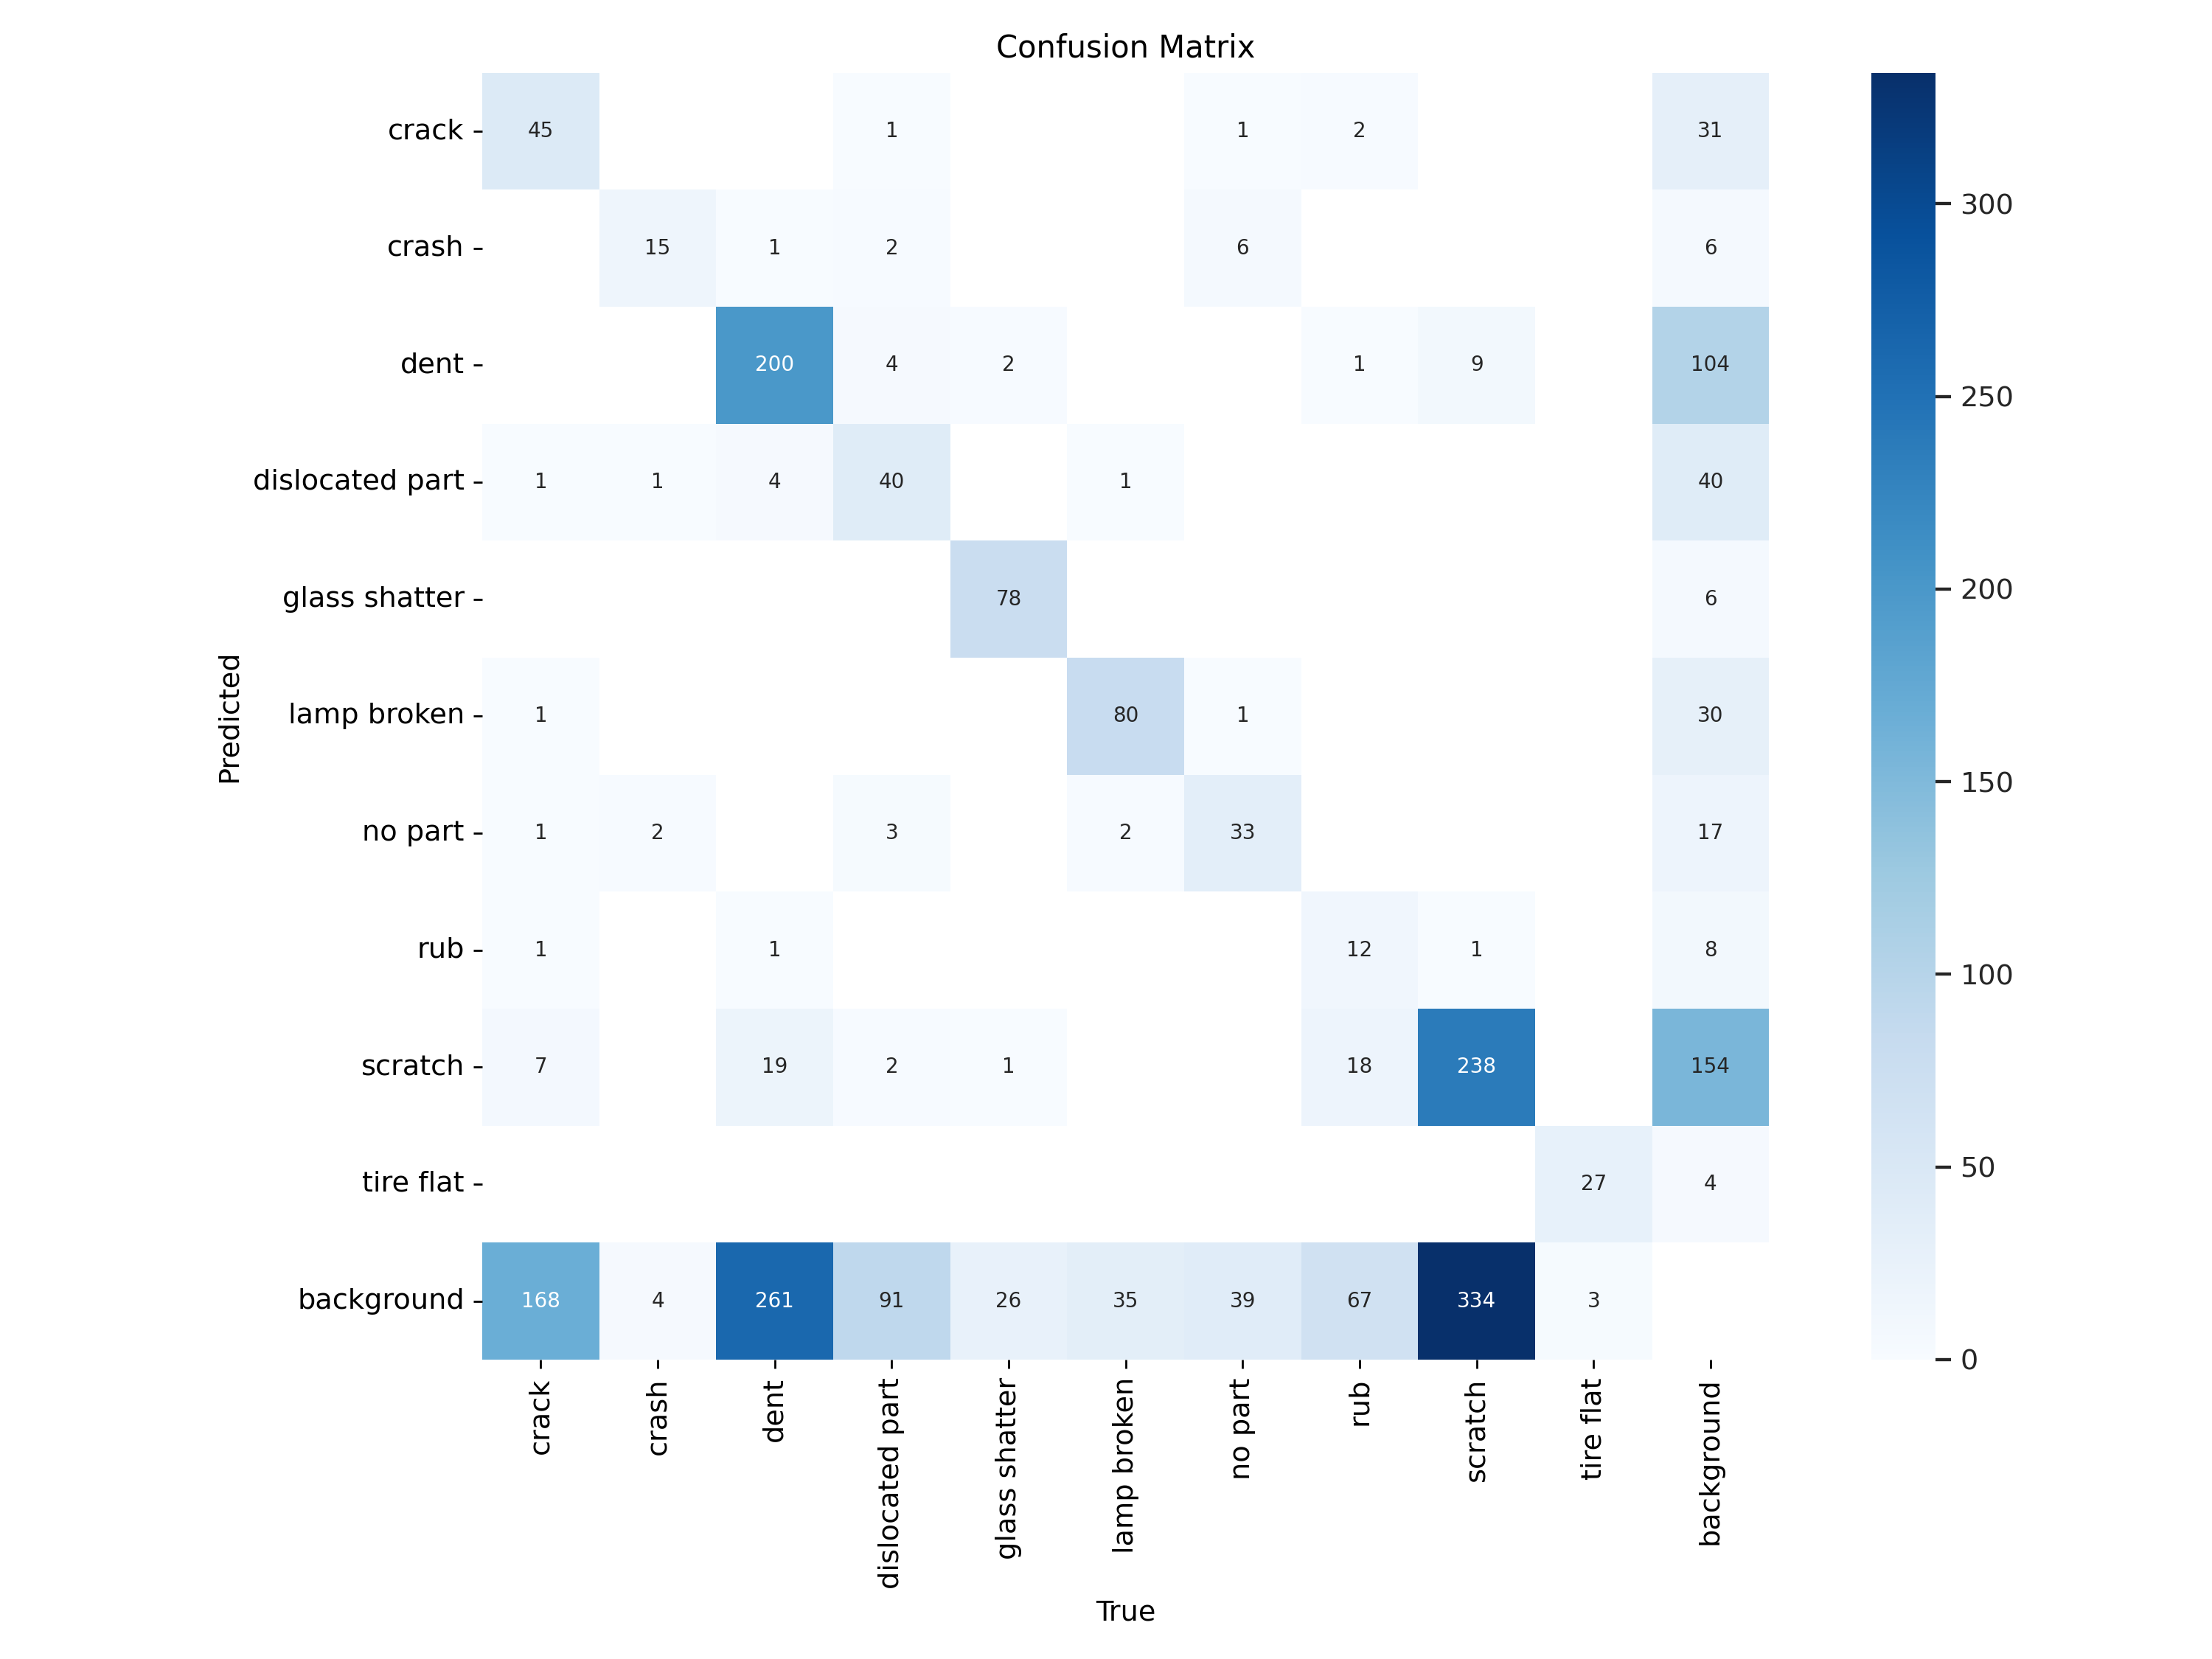 Confusion Matrix
crack 45 1 1 2 31
crash 15 1 2 6 6
dent 200 4 2 1 9 104
dislocated part 1 1 4 40 1 40
glass shatter 78 6
lamp broken 1 80 1 30
no part 1 2 3 2 33 17
rub 1 1 12 1 8
scratch 7 19 2 1 18 238 154
tire flat 27 4
background 168 4 261 91 26 35 39 67 334 3
Predicted
crack
crash
dent
dislocated part
glass shatter
lamp broken
no part
rub
scratch
tire flat
background
True
300
250
200
150
100
50
0